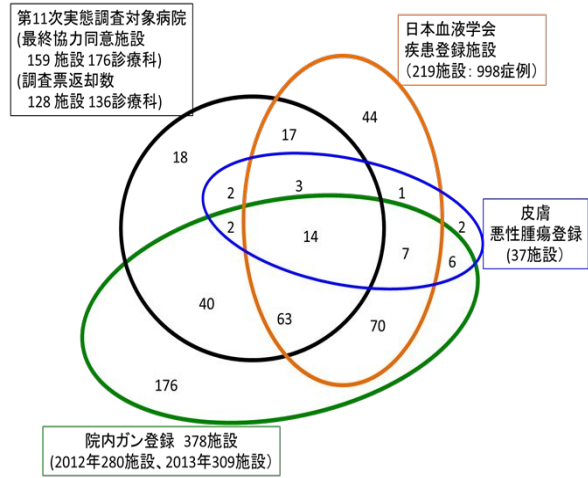 第11次実態調査対象病院
(最終協力同意施設
159 施設 176診療科)
(調査票返却数
128 施設 136診療科)
日本血液学会
疾患登録施設
（219施設：998症例）
44
17
18
3
2
1
2
2
皮膚
悪性腫瘍登録
(37施設）
14
7
6
40
63
70
176
院内ガン登録 378施設
(2012年280施設、2013年309施設）